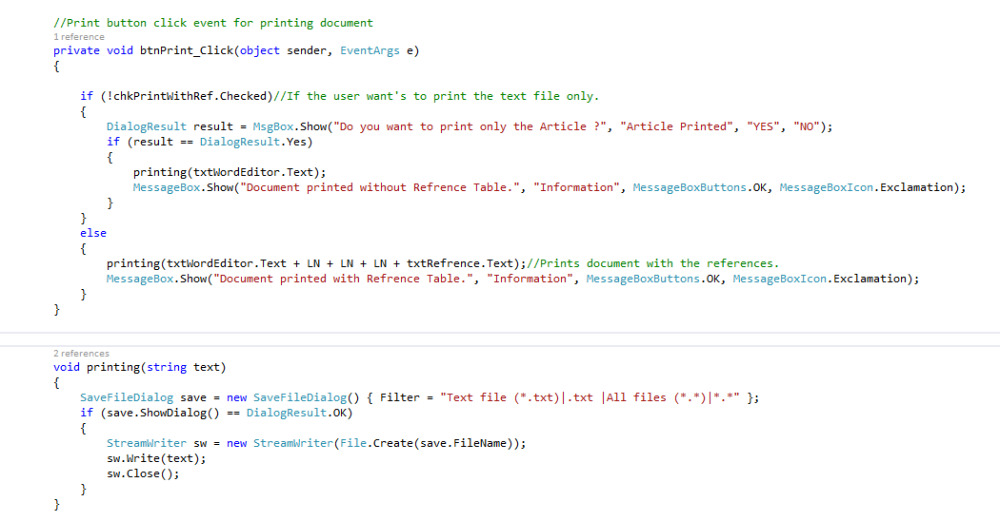 //Print button click event for printing document
1 reference
private void btnPrint_Click(object sender, EventArgs e)
{
if (!chkPrintWithRef.Checked)//If the user want's to print the text file only.
{
DialogResult result = MsgBox.Show("Do you want to print only the Article ?", "Article Printed", "YES", "NO");
if (result == DialogResult.Yes)
{
printing(txtWordEditor.Text);
MessageBox.Show("Document printed without Refrence Table.", "Information", MessageBoxButtons.OK, MessageBoxIcon.Exclamation);
}
}
else
{
printing(txtWordEditor.Text + LN + LN + LN + txtRefrence.Text);//Prints document with the references.
MessageBox.Show("Document printed with Refrence Table.", "Information", MessageBoxButtons.OK, MessageBoxIcon.Exclamation);
}
}
2 references
void printing(string text)
{
SaveFileDialog save = new SaveFileDialog() { Filter = "Text file (*.txt)|.txt |All files (*.*)|*.*" };
if (save.ShowDialog() == DialogResult.OK)
{
StreamWriter sw = new StreamWriter(File.Create(save.FileName));
sw.Write(text);
sw.Close();
}
}